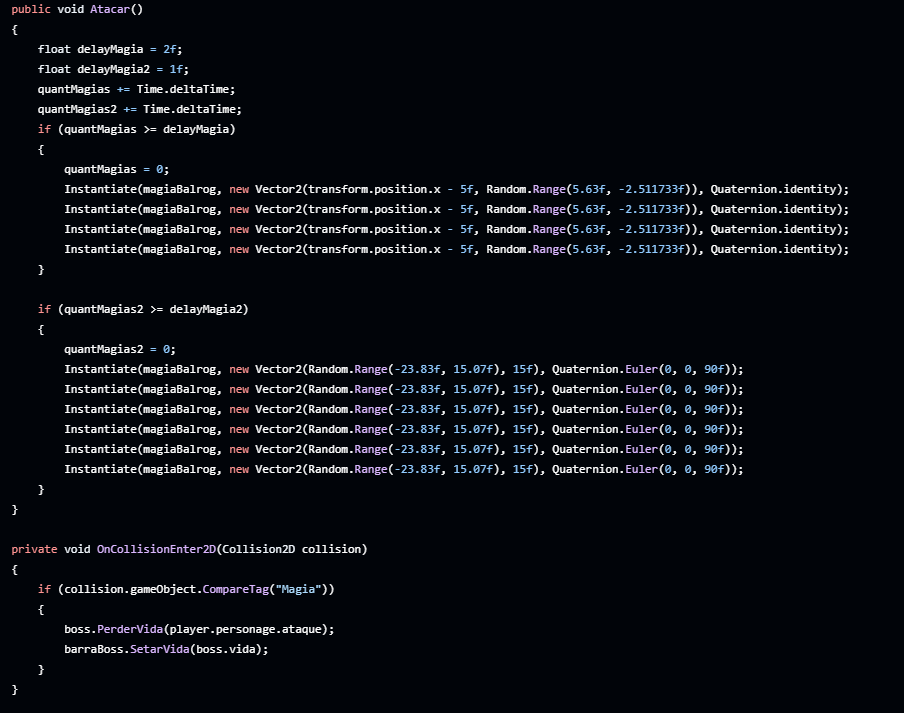 public void Atacar()
{
    float delayMagia = 2f;
    float delayMagia2 = 1f;
    quantMagias += Time.deltaTime;
    quantMagias2 += Time.deltaTime;
    if (quantMagias >= delayMagia)
    {
        quantMagias = 0;
        Instantiate(magiaBalrog, new Vector2(transform.position.x - 5f, Random.Range(5.63f, -2.511733f)), Quaternion.identity);
        Instantiate(magiaBalrog, new Vector2(transform.position.x - 5f, Random.Range(5.63f, -2.511733f)), Quaternion.identity);
        Instantiate(magiaBalrog, new Vector2(transform.position.x - 5f, Random.Range(5.63f, -2.511733f)), Quaternion.identity);
        Instantiate(magiaBalrog, new Vector2(transform.position.x - 5f, Random.Range(5.63f, -2.511733f)), Quaternion.identity);
    }

    if (quantMagias2 >= delayMagia2)
    {
        quantMagias2 = 0;
        Instantiate(magiaBalrog, new Vector2(Random.Range(-23.83f, 15.07f), 15f), Quaternion.Euler(0, 0, 90f));
        Instantiate(magiaBalrog, new Vector2(Random.Range(-23.83f, 15.07f), 15f), Quaternion.Euler(0, 0, 90f));
        Instantiate(magiaBalrog, new Vector2(Random.Range(-23.83f, 15.07f), 15f), Quaternion.Euler(0, 0, 90f));
        Instantiate(magiaBalrog, new Vector2(Random.Range(-23.83f, 15.07f), 15f), Quaternion.Euler(0, 0, 90f));
        Instantiate(magiaBalrog, new Vector2(Random.Range(-23.83f, 15.07f), 15f), Quaternion.Euler(0, 0, 90f));
        Instantiate(magiaBalrog, new Vector2(Random.Range(-23.83f, 15.07f), 15f), Quaternion.Euler(0, 0, 90f));
    }
}

private void OnCollisionEnter2D(Collision2D collision)
{
    if (collision.gameObject.CompareTag("Magia"))
    {
        boss.PerderVida(player.personage.ataque);
        barraBoss.SetarVida(boss.vida);
    }
}